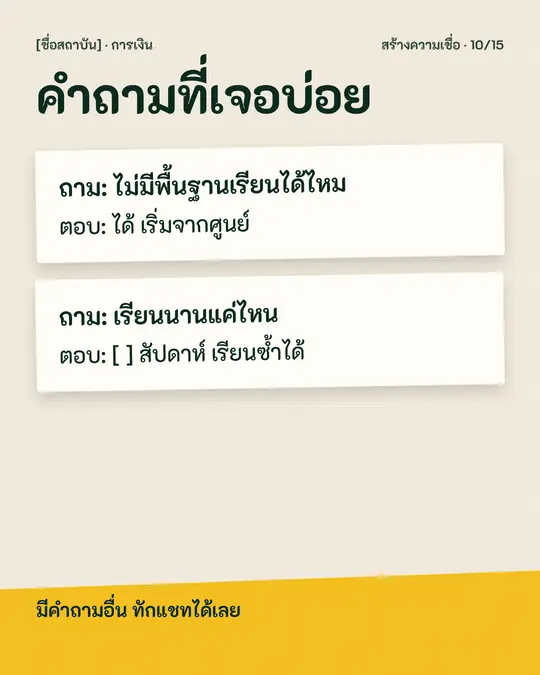 [ชื่อสถาบัน] · การเงิน
สร้างความเชื่อ · 10/15
คำถามที่เจอบ่อย
ถาม: ไม่มีพื้นฐานเรียนได้ไหม
ตอบ: ได้ เริ่มจากศูนย์
ถาม: เรียนนานแค่ไหน
ตอบ: [ ] สัปดาห์ เรียนซ้ำได้
มีคำถามอื่น ทักแชทได้เลย